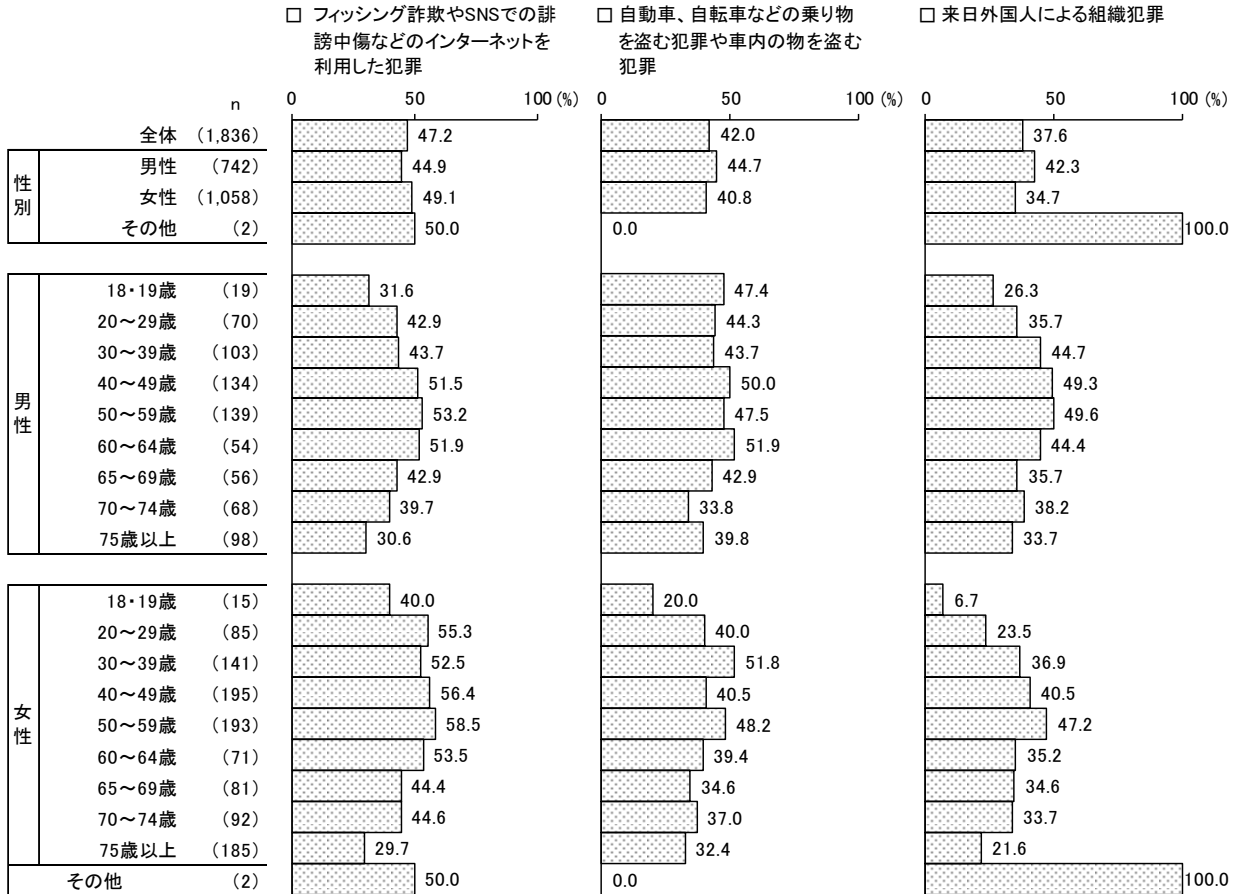 □ フィッシング詐欺やSNSでの誹
謗中傷などのインターネットを
利用した犯罪
□ 自動車、自転車などの乗り物
を盗む犯罪や車内の物を盗む
犯罪
□ 来日外国人による組織犯罪
n 0 50 100 (%) 0 50 100 (%) 0 50 100 (%)
全体 (1,836) 47.2 42.0 37.6
性別
男性 (742) 44.9 44.7 42.3
女性 (1,058) 49.1 40.8 34.7
その他 (2) 50.0 0.0 100.0
男性
18・19歳 (19) 31.6 47.4 26.3
20～29歳 (70) 42.9 44.3 35.7
30～39歳 (103) 43.7 43.7 44.7
40～49歳 (134) 51.5 50.0 49.3
50～59歳 (139) 53.2 47.5 49.6
60～64歳 (54) 51.9 51.9 44.4
65～69歳 (56) 42.9 42.9 35.7
70～74歳 (68) 39.7 33.8 38.2
75歳以上 (98) 30.6 39.8 33.7
女性
18・19歳 (15) 40.0 20.0 6.7
20～29歳 (85) 55.3 40.0 23.5
30～39歳 (141) 52.5 51.8 36.9
40～49歳 (195) 56.4 40.5 40.5
50～59歳 (193) 58.5 48.2 47.2
60～64歳 (71) 53.5 39.4 35.2
65～69歳 (81) 44.4 34.6 34.6
70～74歳 (92) 44.6 37.0 33.7
75歳以上 (185) 29.7 32.4 21.6
その他 (2) 50.0 0.0 100.0